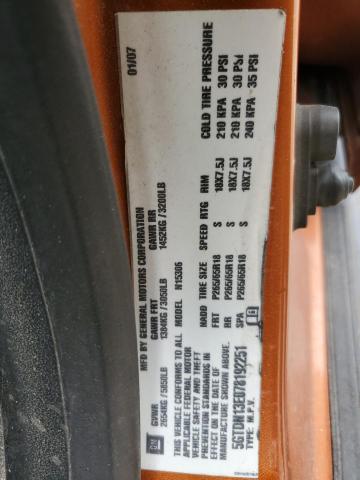 MFD BY GENERAL MOTORS CORPORATION 01/07
GVWR GAWR FRT GAWR RR
GM 2654KG/5850LB 1384KG/3050LB 1452KG/3200LB
THIS VEHICLE CONFORMS TO ALL MODEL N15306
APPLICABLE FEDERAL MOTOR
VEHICLE SAFETY AND THEFT
PREVENTION STANDARDS IN
EFFECT ON THE DATE OF
MANUFACTURE SHOWN ABOVE.
5GTDN13E078192251
TYPE: M.P.V.
NADD TIRE SIZE SPEED RTG RIM COLD TIRE PRESSURE
FRT P265/65R18 S 18X7.5J 210 KPA 30 PSI
RR P265/65R18 S 18X7.5J 210 KPA 30 PSI
SPA P265/65R18 S 18X7.5J 240 KPA 35 PSI